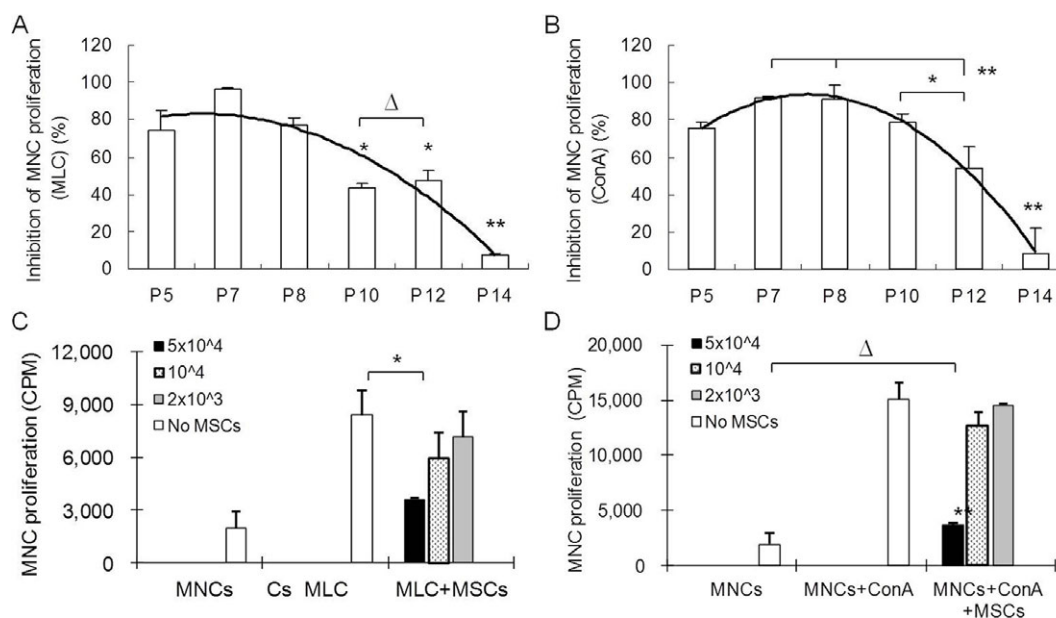 A
Inhibition of MNC proliferation
(MLC) (%)
120
100
80
60
40
20
0
Δ
*
*
**
P5 P7 P8 P10 P12 P14
B
Inhibition of MNC proliferation
(ConA) (%)
120
100
80
60
40
20
0
**
*
**
P5 P7 P8 P10 P12 P14
C
MNC proliferation (CPM)
12,000
9,000
6,000
3,000
0
5x10^4
10^4
2x10^3
No MSCs
*
MNCs Cs MLC MLC+MSCs
D
MNC proliferation (CPM)
20,000
15,000
10,000
5,000
0
5x10^4
10^4
2x10^3
No MSCs
Δ
**
MNCs MNCs+ConA MNCs+ConA
+MSCs